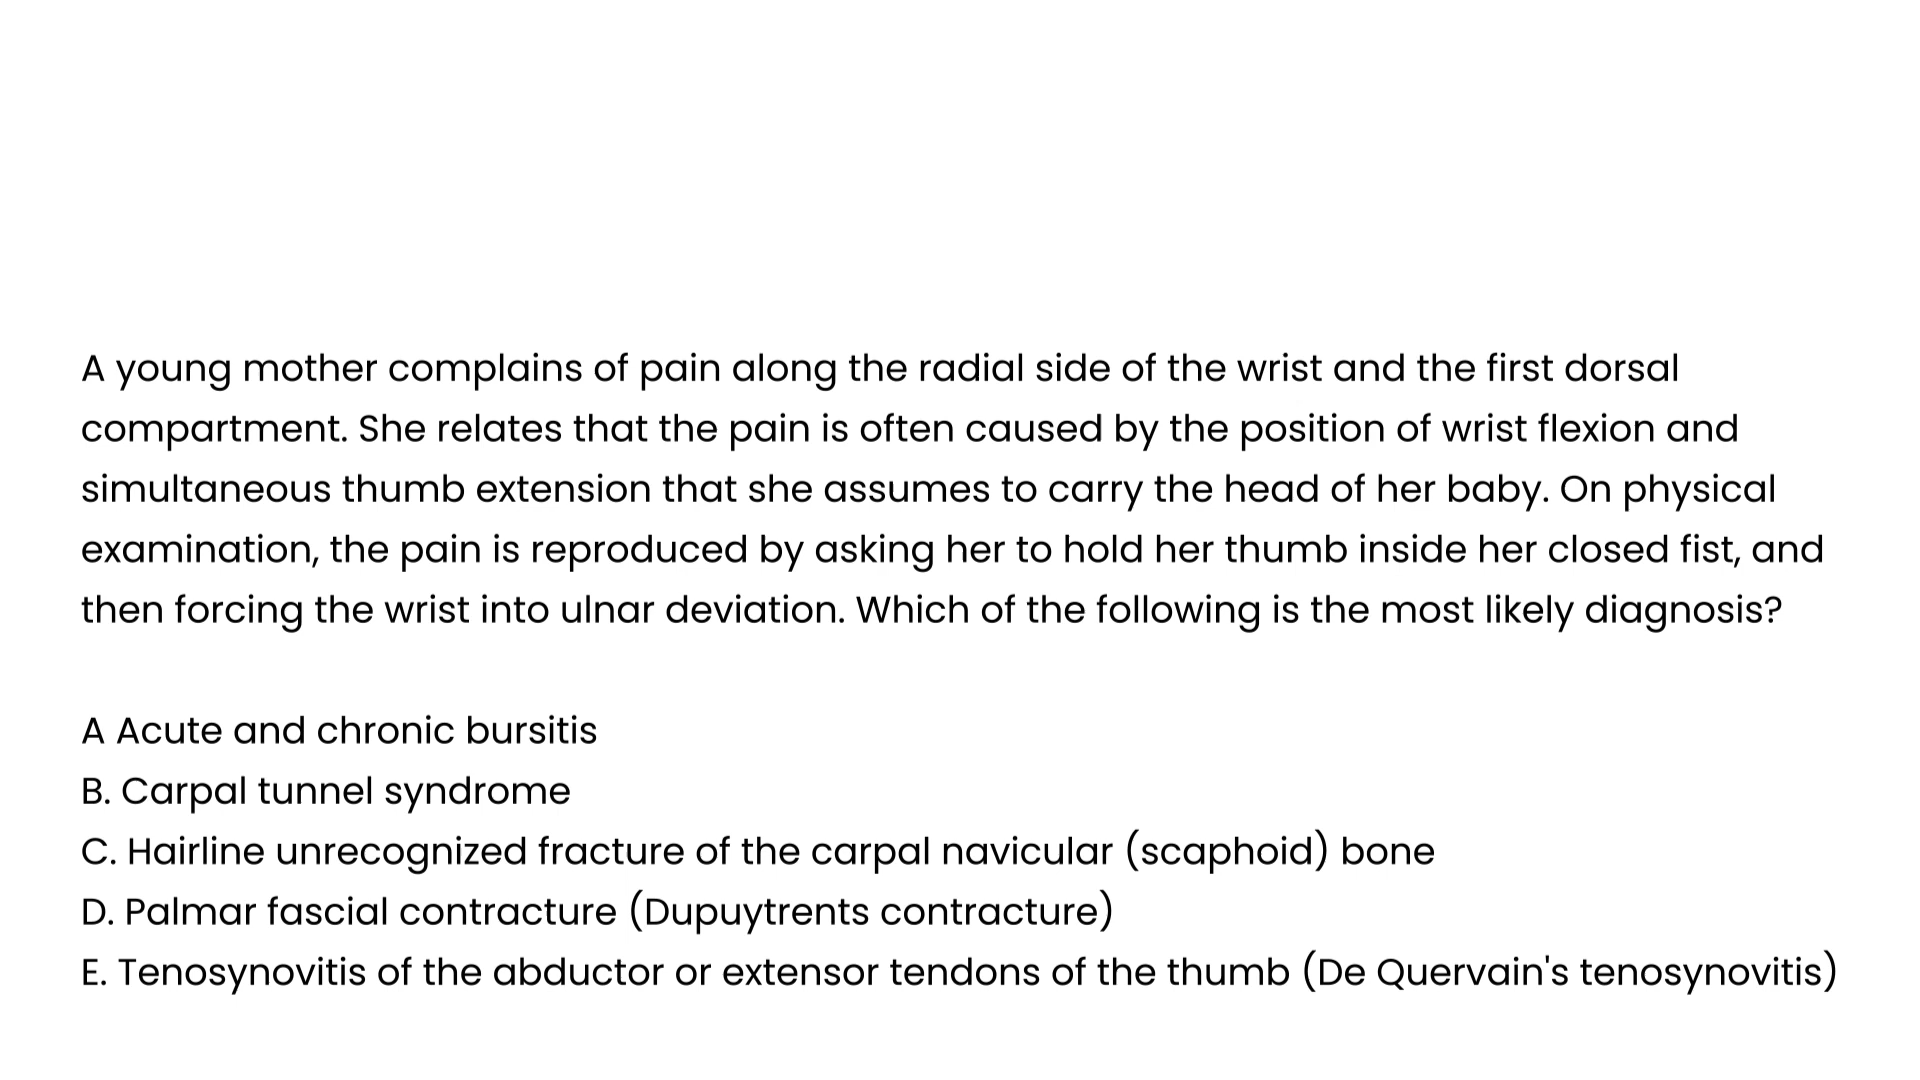 A young mother complains of pain along the radial side of the wrist and the first dorsal
compartment. She relates that the pain is often caused by the position of wrist flexion and
simultaneous thumb extension that she assumes to carry the head of her baby. On physical
examination, the pain is reproduced by asking her to hold her thumb inside her closed fist, and
then forcing the wrist into ulnar deviation. Which of the following is the most likely diagnosis?
A Acute and chronic bursitis
B. Carpal tunnel syndrome
C. Hairline unrecognized fracture of the carpal navicular (scaphoid) bone
D. Palmar fascial contracture (Dupuytrents contracture)
E. Tenosynovitis of the abductor or extensor tendons of the thumb (De Quervain's tenosynovitis)